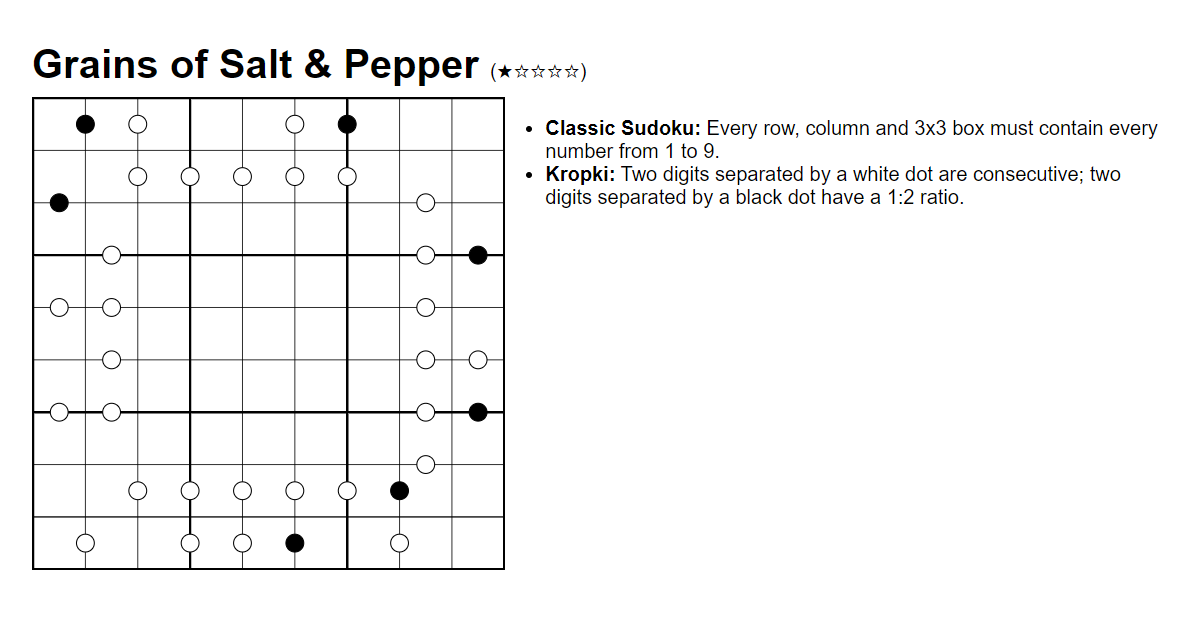 Grains of Salt & Pepper (★☆☆☆☆)
• Classic Sudoku: Every row, column and 3x3 box must contain every
number from 1 to 9.
• Kropki: Two digits separated by a white dot are consecutive; two
digits separated by a black dot have a 1:2 ratio.